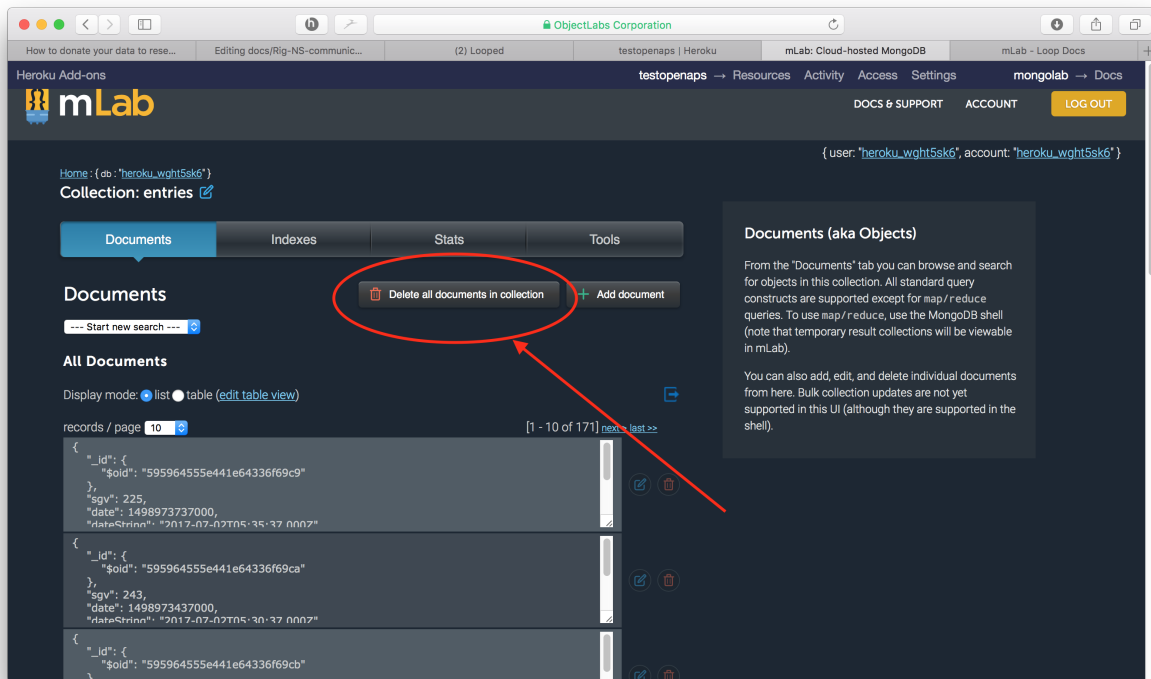 ObjectLabs Corporation
How to donate your data to rese...
Editing docs/Rig-NS-communic...
(2) Looped
testopenaps | Heroku
mLab: Cloud-hosted MongoDB
mLab - Loop Docs
Heroku Add-ons
testopenaps → Resources Activity Access Settings
mongolab → Docs
mLab
DOCS & SUPPORT ACCOUNT LOG OUT
{ user: "heroku_wght5sk6", account: "heroku_wght5sk6" }
Home : { db : "heroku_wght5sk6" }
Collection: entries
Documents Indexes Stats Tools
Documents
Delete all documents in collection
+ Add document
--- Start new search ---
All Documents
Display mode: list table (edit table view)
records / page 10
[1 - 10 of 171] next > last >>
{
"_id": {
"$oid": "595964555e441e64336f69c9"
},
"sgv": 225,
"date": 1498973737000,
"dateString": "2017-07-02T05:35:37.000Z"
{
"_id": {
"$oid": "595964555e441e64336f69ca"
},
"sgv": 243,
"date": 1498973437000,
"dateString": "2017-07-02T05:30:37.000Z"
{
"_id": {
"$oid": "595964555e441e64336f69cb"
}
Documents (aka Objects)
From the "Documents" tab you can browse and search
for objects in this collection. All standard query
constructs are supported except for map/reduce
queries. To use map/reduce, use the MongoDB shell
(note that temporary result collections will be viewable
in mLab).
You can also add, edit, and delete individual documents
from here. Bulk collection updates are not yet
supported in this UI (although they are supported in the
shell).